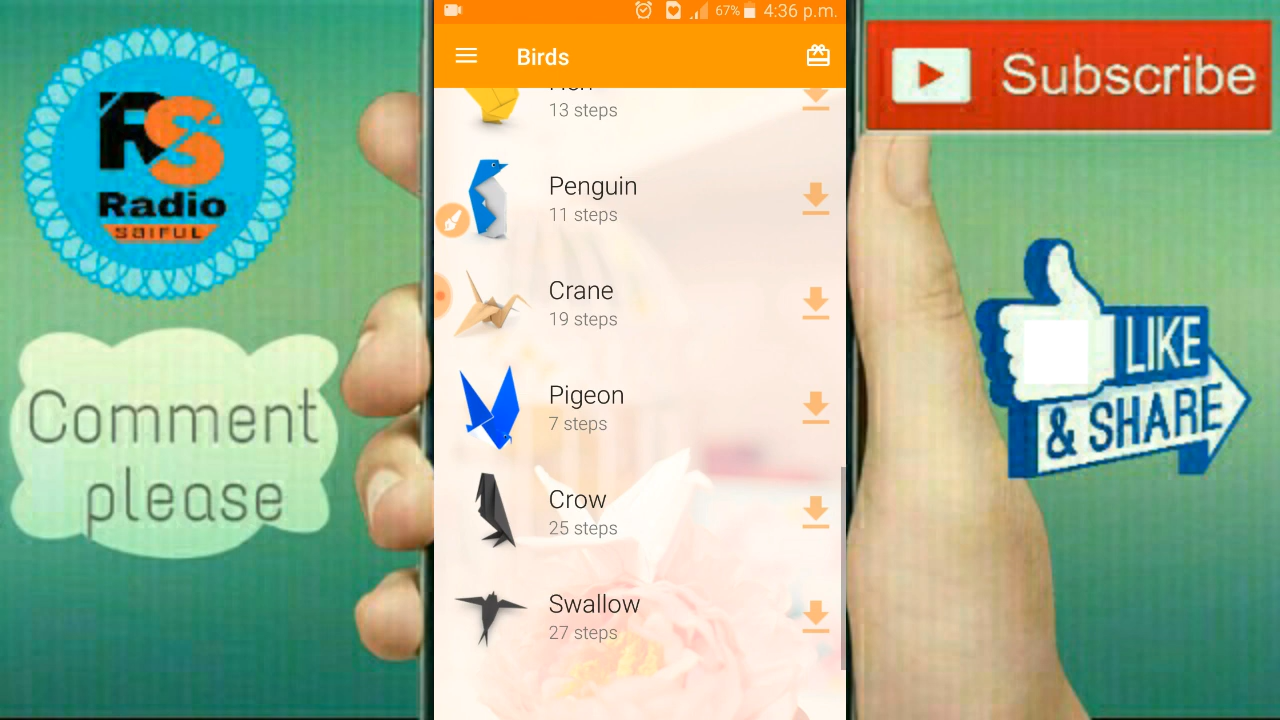 RS
Radio
SAIFUL
Comment
please
67%
4:36 p.m.
Birds
13 steps
Penguin
11 steps
Crane
19 steps
Pigeon
7 steps
Crow
25 steps
Swallow
27 steps
Subscribe
LIKE
& SHARE